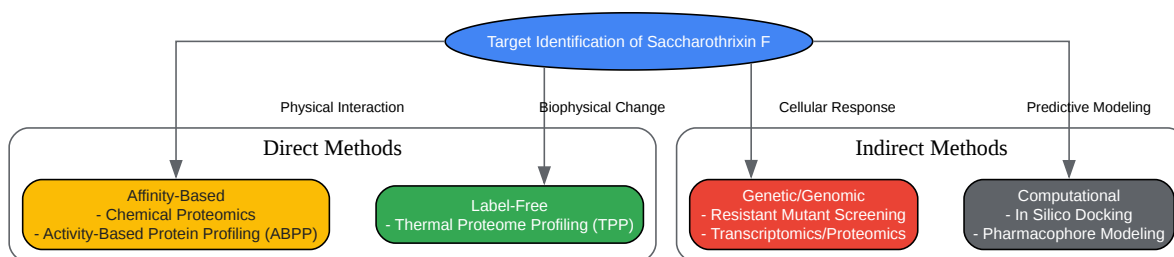 Target Identification of Saccharothrixin F
Physical Interaction
Biophysical Change
Cellular Response
Predictive Modeling
Direct Methods
Indirect Methods
Affinity-Based
- Chemical Proteomics
- Activity-Based Protein Profiling (ABPP)
Label-Free
- Thermal Proteome Profiling (TPP)
Genetic/Genomic
- Resistant Mutant Screening
- Transcriptomics/Proteomics
Computational
- In Silico Docking
- Pharmacophore Modeling